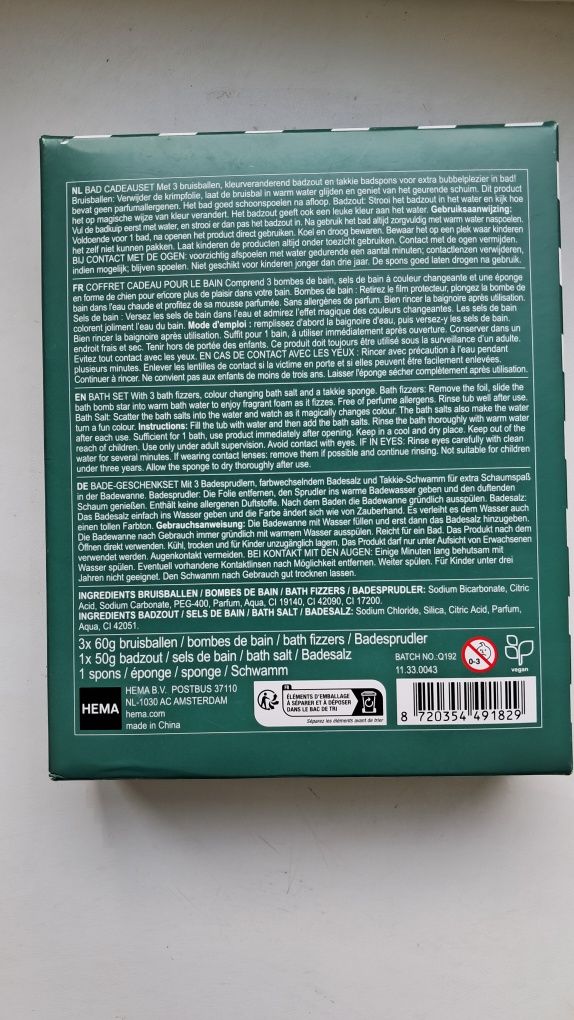 NL BAD CADEAUSET Met 3 bruisballen, kleurveranderend badzout en takkie badspons voor extra bubbelplezier in bad!
Bruisballen: Verwijder de krimpfolie, laat de bruisbal in warm water glijden en geniet van het geurende schuim. Dit product
bevat geen parfumallergenen. Het bad goed schoonspoelen na afloop. Badzout: Strooi het badzout in het water en kijk hoe
het op magische wijze van kleur verandert. Het badzout geeft ook een leuke kleur aan het water. Gebruiksaanwijzing:
Vul de badkuip eerst met water, en strooi er dan pas het badzout in. Na gebruik het bad altijd zorgvuldig met warm water naspoelen.
Voldoende voor 1 bad, na openen het product direct gebruiken. Koel en droog bewaren. Bewaar het op een plek waar kinderen
het zelf niet kunnen pakken. Laat kinderen de producten altijd onder toezicht gebruiken. Contact met de ogen vermijden.
BIJ CONTACT MET DE OGEN: voorzichtig afspoelen met water gedurende een aantal minuten; contactlenzen verwijderen,
indien mogelijk; blijven spoelen. Niet geschikt voor kinderen jonger dan drie jaar. De spons goed laten drogen na gebruik.
FR COFFRET CADEAU POUR LE BAIN Comprend 3 bombes de bain, sels de bain à couleur changeante et une éponge
en forme de chien pour encore plus de plaisir dans votre bain. Bombes de bain : Retirez le film protecteur, plongez la bombe de
bain dans l'eau chaude et profitez de sa mousse parfumée. Sans allergènes de parfum. Bien rincer la baignoire après utilisation.
Sels de bain : Versez les sels de bain dans l'eau et admirez l'effet magique des couleurs changeantes. Les sels de bain
colorent joliment l'eau du bain. Mode d'emploi : remplissez d'abord la baignoire d'eau, puis versez-y les sels de bain.
Bien rincer la baignoire après utilisation. Suffit pour 1 bain, à utiliser immédiatement après ouverture. Conserver dans un
endroit frais et sec. Tenir hors de portée des enfants. Ce produit doit toujours être utilisé sous la surveillance d'un adulte.
Évitez tout contact avec les yeux. EN CAS DE CONTACT AVEC LES YEUX : Rincer avec précaution à l'eau pendant
plusieurs minutes. Enlever les lentilles de contact si la victime en porte et si elles peuvent être facilement enlevées.
Continuer à rincer. Ne convient pas aux enfants de moins de trois ans. Laisser l'éponge sécher complètement après utilisation.
EN BATH SET With 3 bath fizzers, colour changing bath salt and a takkie sponge. Bath fizzers: Remove the foil, slide the
bath bomb star into warm bath water to enjoy fragrant foam as it fizzes. Free of perfume allergens. Rinse tub well after use.
Bath Salt: Scatter the bath salts into the water and watch as it magically changes colour. The bath salts also make the water
turn a fun colour. Instructions: Fill the tub with water and then add the bath salts. Rinse the bath thoroughly with warm water
after each use. Sufficient for 1 bath, use product immediately after opening. Keep in a cool and dry place. Keep out of the
reach of children. Use only under adult supervision. Avoid contact with eyes. IF IN EYES: Rinse eyes carefully with clean
water for several minutes. If wearing contact lenses: remove them if possible and continue rinsing. Not suitable for children
under three years. Allow the sponge to dry thoroughly after use.
DE BADE-GESCHENKSET Mit 3 Badesprudlern, farbwechselndem Badesalz und Takkie-Schwamm für extra Schaumspaß
in der Badewanne. Badesprudler: Die Folie entfernen, den Sprudler ins warme Badewasser geben und den duftenden
Schaum genießen. Enthält keine allergenen Duftstoffe. Nach dem Baden die Badewanne gründlich ausspülen. Badesalz:
Das Badesalz einfach ins Wasser geben und die Farbe ändert sich wie von Zauberhand. Es verleiht es dem Wasser auch
einen tollen Farbton. Gebrauchsanweisung: Die Badewanne mit Wasser füllen und erst dann das Badesalz hinzugeben.
Die Badewanne nach Gebrauch immer gründlich mit warmem Wasser ausspülen. Reicht für ein Bad. Das Produkt nach dem
Öffnen direkt verwenden. Kühl, trocken und für Kinder unzugänglich lagern. Das Produkt darf nur unter Aufsicht von Erwachsenen
verwendet werden. Augenkontakt vermeiden. BEI KONTAKT MIT DEN AUGEN: Einige Minuten lang behutsam mit
Wasser spülen. Eventuell vorhandene Kontaktlinsen nach Möglichkeit entfernen. Weiter spülen. Für Kinder unter drei
Jahren nicht geeignet. Den Schwamm nach Gebrauch gut trocknen lassen.
INGREDIENTS BRUISBALLEN / BOMBES DE BAIN / BATH FIZZERS / BADESPRUDLER: Sodium Bicarbonate, Citric
Acid, Sodium Carbonate, PEG-400, Parfum, Aqua, CI 19140, CI 42090, CI 17200.
INGREDIENTS BADZOUT / SELS DE BAIN / BATH SALT / BADESALZ: Sodium Chloride, Silica, Citric Acid, Parfum,
Aqua, CI 42051.
3x 60g bruisballen / bombes de bain / bath fizzers / Badesprudler
1x 50g badzout / sels de bain / bath salt / Badesalz
1 spons / éponge / sponge / Schwamm
BATCH NO.:Q192
11.33.0043
0-3
vegan
HEMA
HEMA B.V. POSTBUS 37110
NL-1030 AC AMSTERDAM
hema.com
made in China
FR
ÉLÉMENTS D'EMBALLAGE
À SÉPARER ET À DÉPOSER
DANS LE BAC DE TRI
Séparez les éléments avant de trier
8 720354 491829